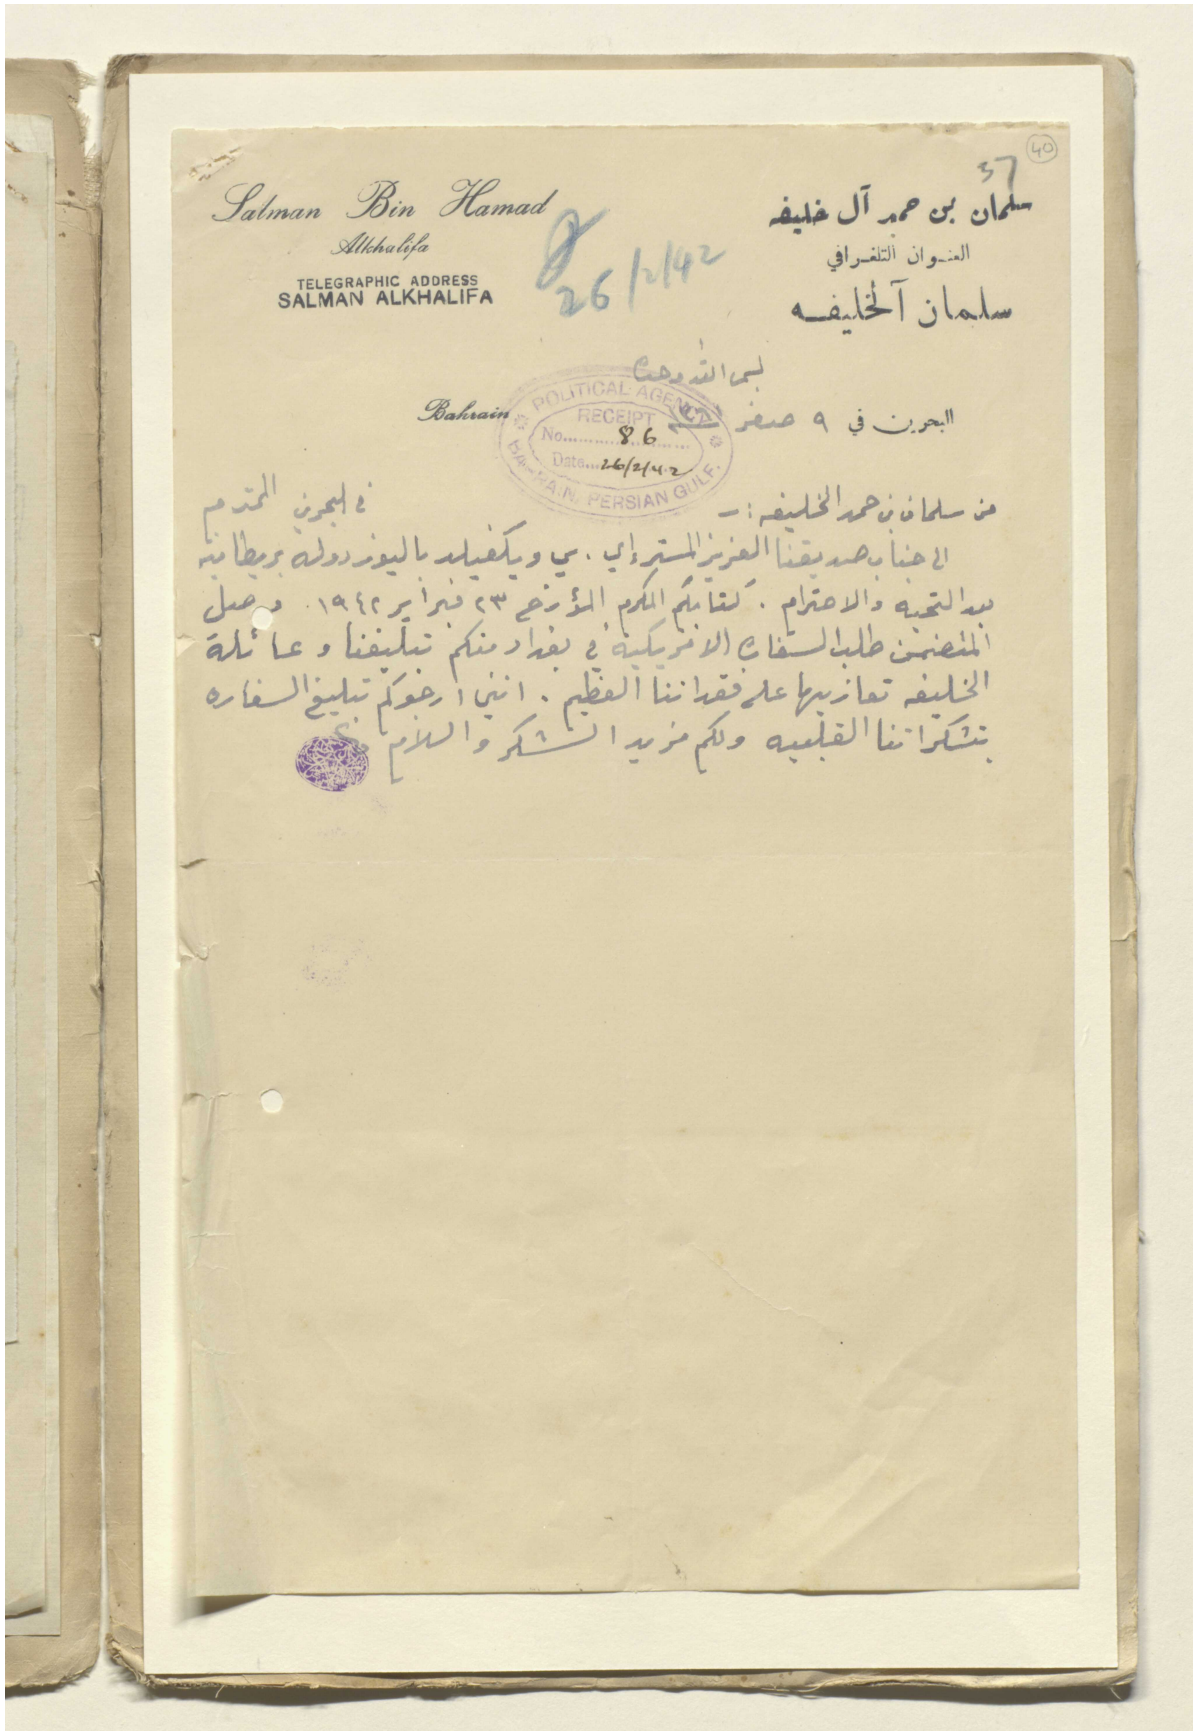 40
37
Salman Bin Hamad
Alkhalifa
TELEGRAPHIC ADDRESS
SALMAN ALKHALIFA
سلمان بن حمد آل خليفه
العنوان التلغرافي
سلمان آلخليفه
26/2/42
بسم الله وحده
Bahrain
البحرين في ٩ صفر
POLITICAL AGENCY
RECEIPT
No. 86
Date 26/2/42
BAHRAIN, PERSIAN GULF.
من سلمان بن حمد الخليفه :-
الى جناب صديقنا العزيز المستر إي . بي ويكفيلد باليوز دولة بريطانيه
في البحرين المحترم
بعد التحيه والاحترام . كتابكم المكرم المؤرخ ٢٣ فبراير ١٩٤٢ وصل
المتضمن طلب السفاره الامريكية في بغداد منكم تبليغنا وعائلة
الخليفه تعازيها على فقداننا العظيم . انني ارجوكم تبليغ السفاره
بتشكراتنا القلبيه ولكم مزيد الشكر والسلام